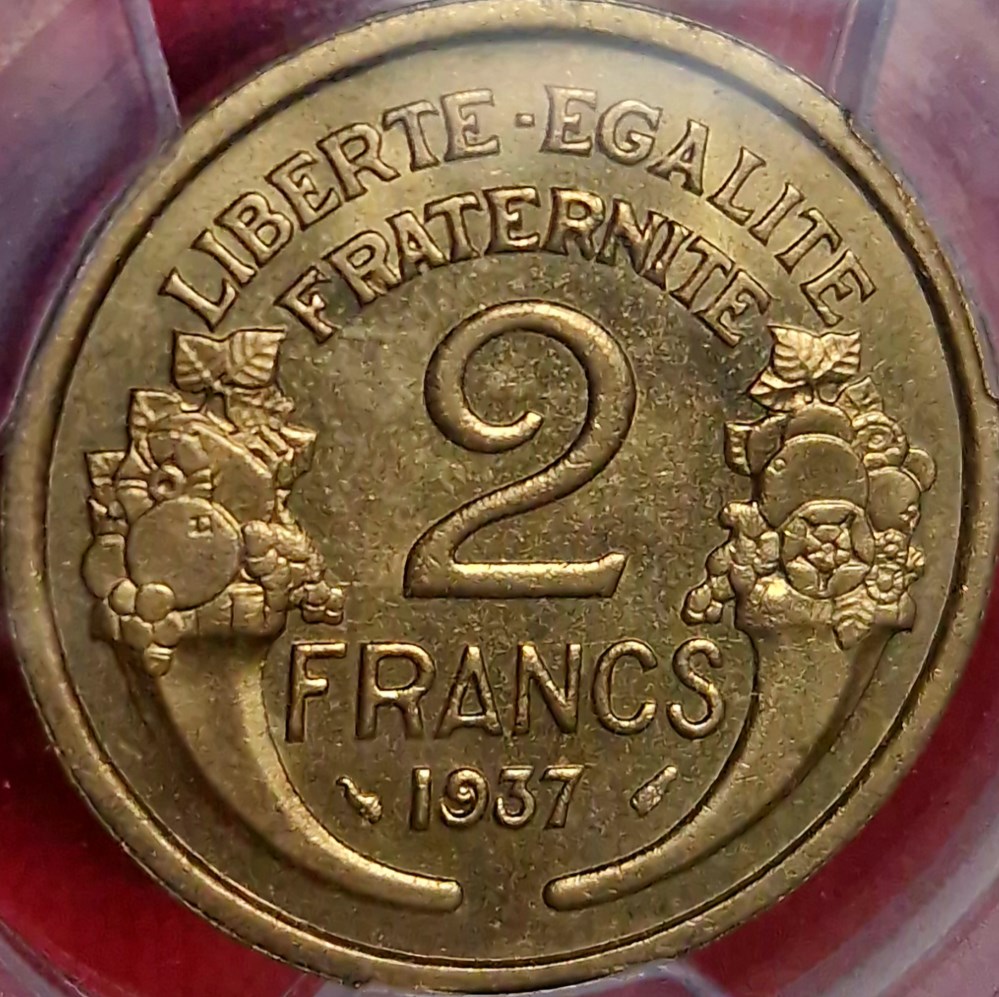 LIBERTE · EGALITE
FRATERNITE
2
FRANCS
1937